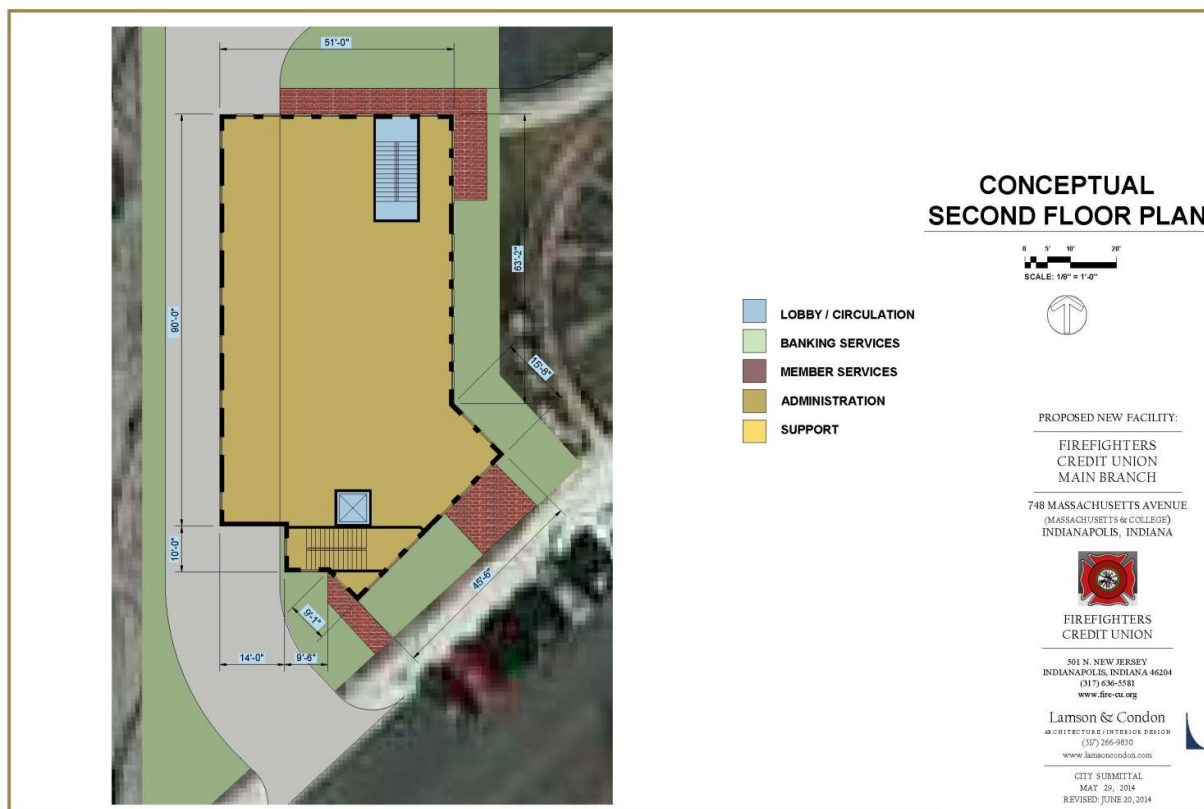 51'-0"
90'-0"
63'-2"
15'-8"
10'-0"
45'-6"
9'-1"
14'-0"
9'-6"
CONCEPTUAL
SECOND FLOOR PLAN
0 5' 10' 20'
SCALE: 1/8" = 1'-0"
LOBBY / CIRCULATION
BANKING SERVICES
MEMBER SERVICES
ADMINISTRATION
SUPPORT
PROPOSED NEW FACILITY:
FIREFIGHTERS
CREDIT UNION
MAIN BRANCH
748 MASSACHUSETTS AVENUE
(MASSACHUSETTS & COLLEGE)
INDIANAPOLIS, INDIANA
FIREFIGHTERS
CREDIT UNION
501 N. NEW JERSEY
INDIANAPOLIS, INDIANA 46204
(317) 636-5581
www.fire-cu.org
Lamson & Condon
ARCHITECTURE / INTERIOR DESIGN
(317) 266-9830
www.lamsoncondon.com
CITY SUBMITTAL
MAY 29, 2014
REVISED: JUNE 20, 2014